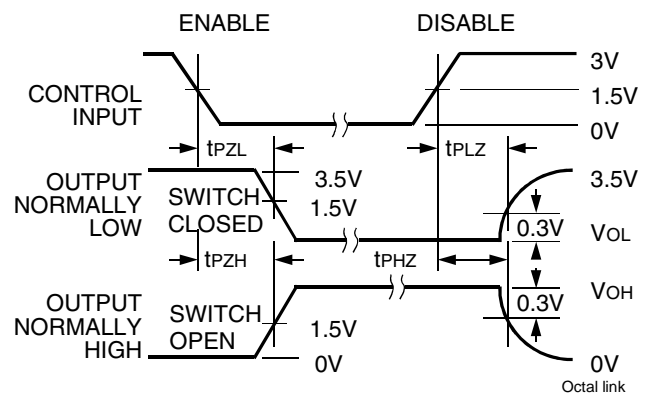 ENABLE DISABLE
3V
CONTROL
INPUT
1.5V
0V
tPZL tPLZ
OUTPUT
NORMALLY
LOW
SWITCH
CLOSED
3.5V
1.5V
3.5V
0.3V
VOL
tPZH tPHZ
VOH
OUTPUT
NORMALLY
HIGH
SWITCH
OPEN
1.5V
0V
0.3V
0V
Octal link